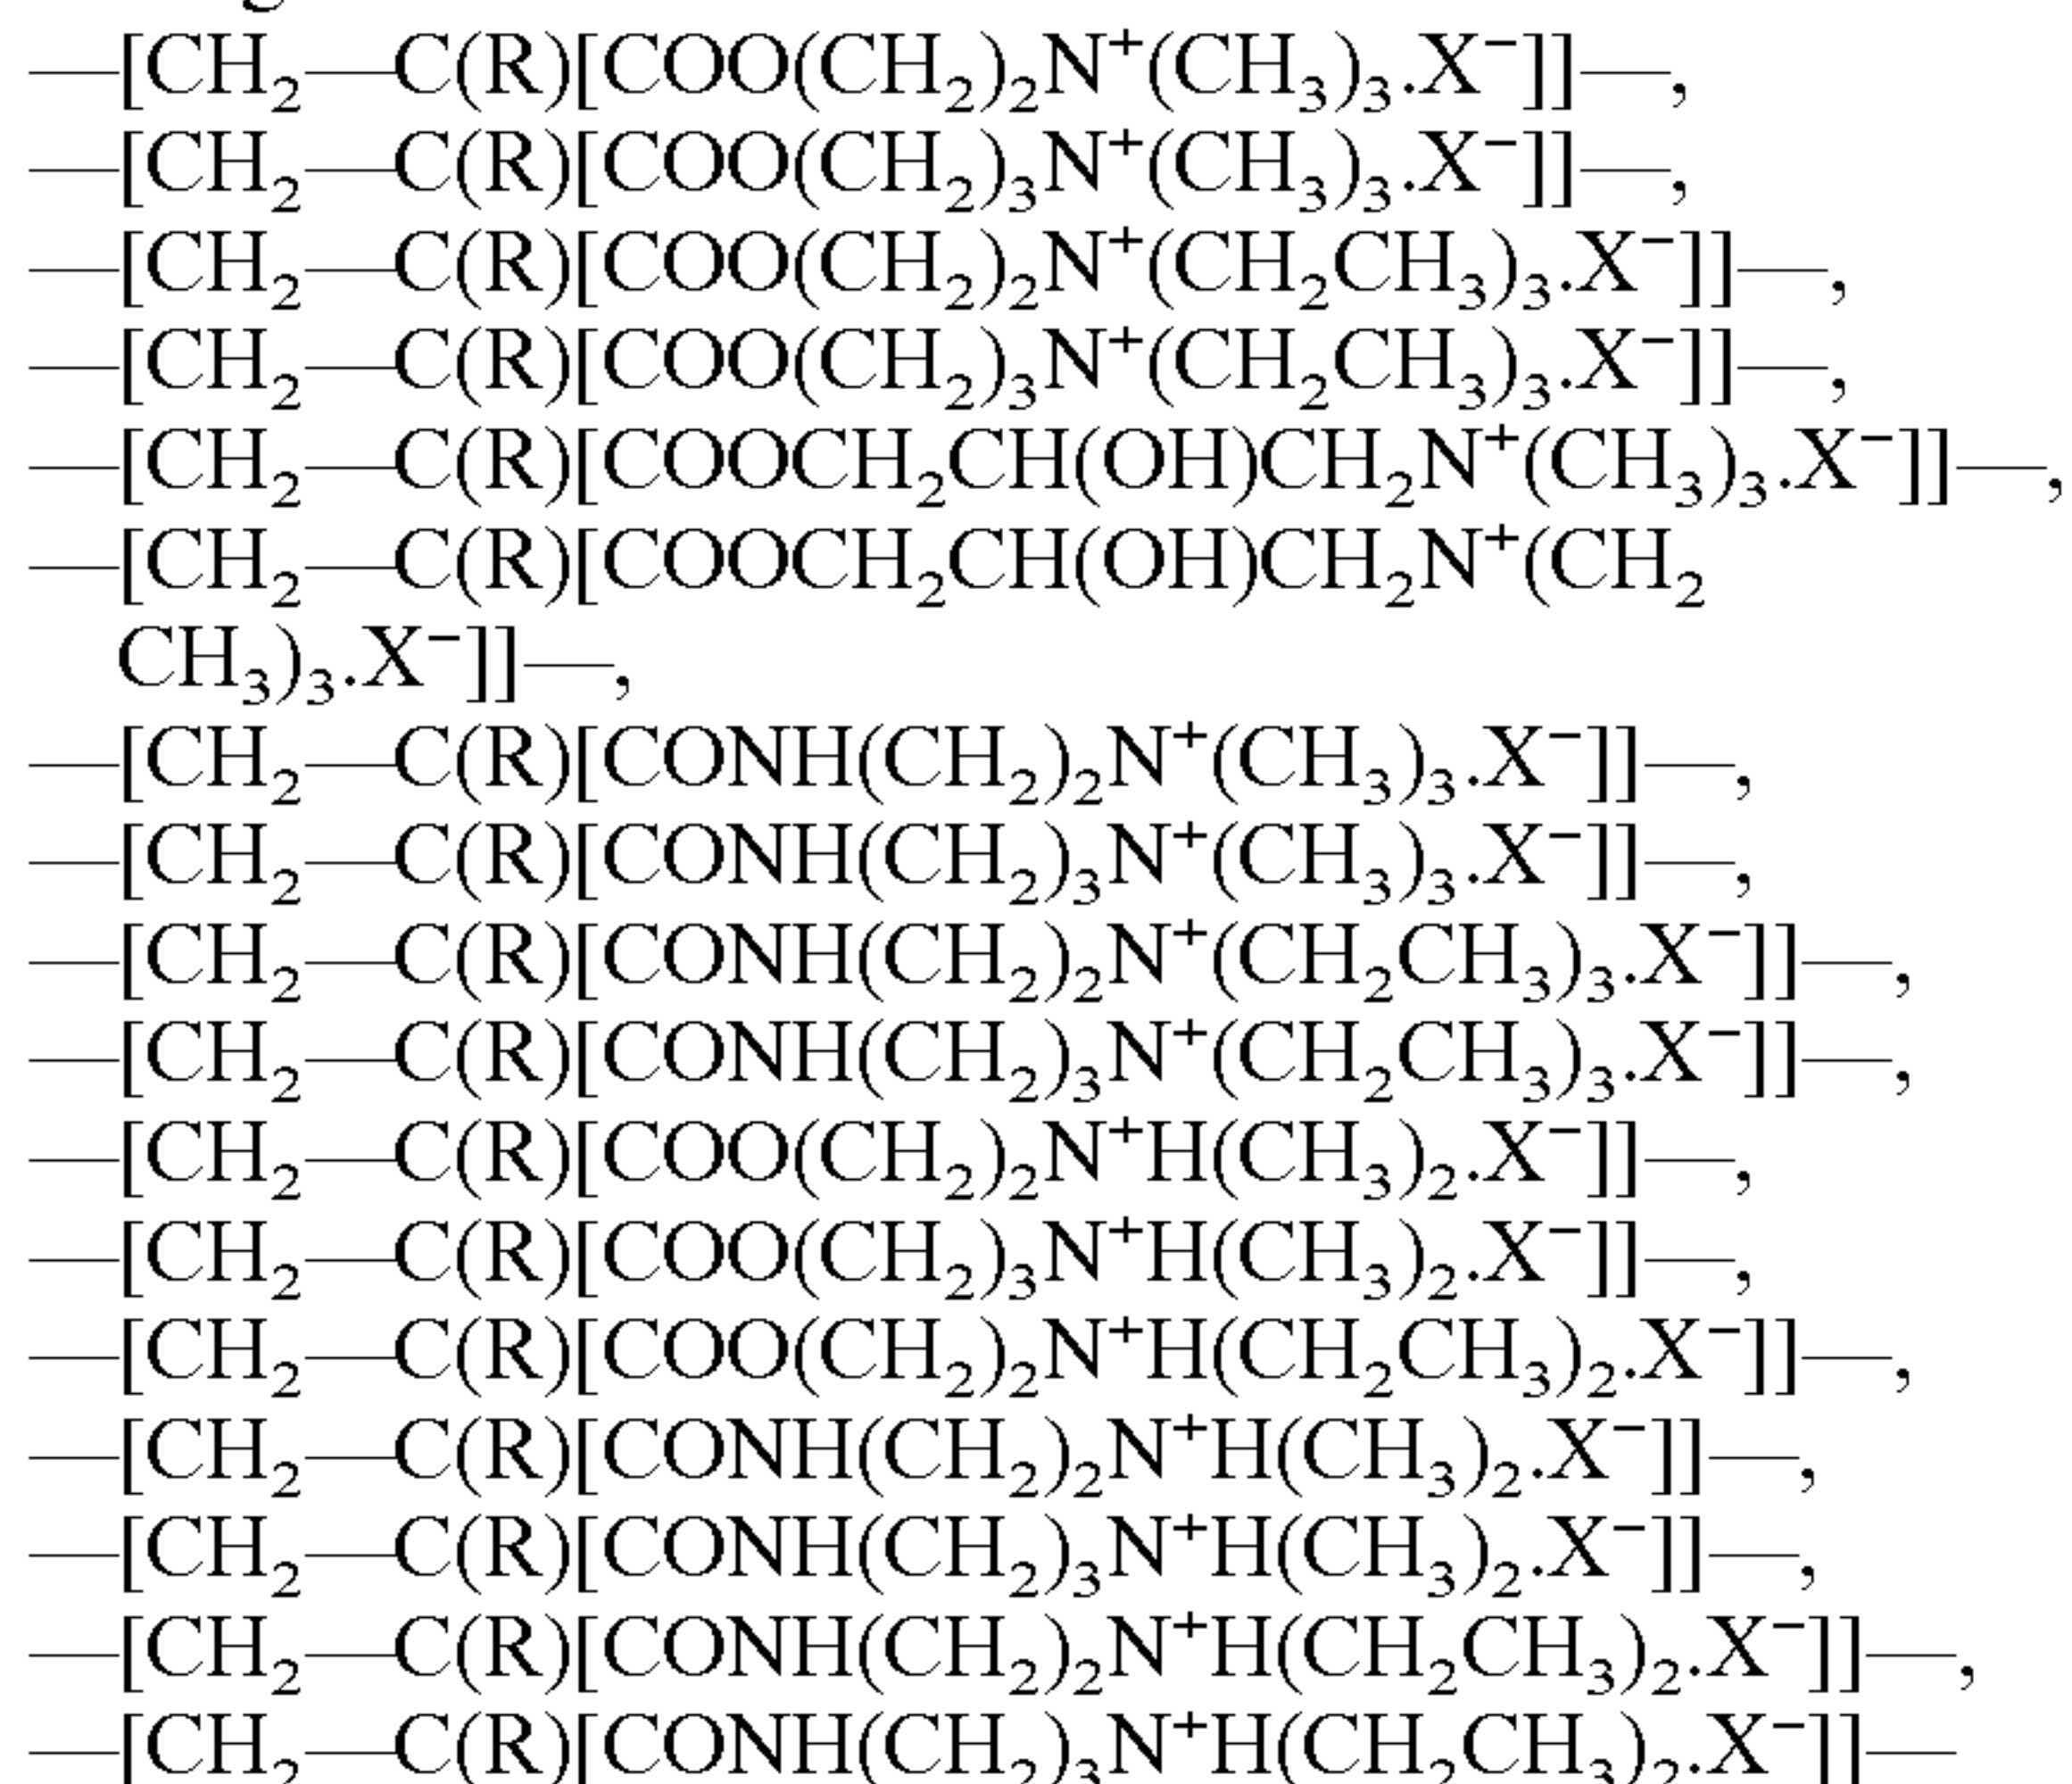 —[CH₂—C(R)[COO(CH₂)₂N⁺(CH₃)₃.X⁻]]—,
—[CH₂—C(R)[COO(CH₂)₃N⁺(CH₃)₃.X⁻]]—,
—[CH₂—C(R)[COO(CH₂)₂N⁺(CH₂CH₃)₃.X⁻]]—,
—[CH₂—C(R)[COO(CH₂)₃N⁺(CH₂CH₃)₃.X⁻]]—,
—[CH₂—C(R)[COOCH₂CH(OH)CH₂N⁺(CH₃)₃.X⁻]]—,
—[CH₂—C(R)[COOCH₂CH(OH)CH₂N⁺(CH₂
CH₃)₃.X⁻]]—,
—[CH₂—C(R)[CONH(CH₂)₂N⁺(CH₃)₃.X⁻]]—,
—[CH₂—C(R)[CONH(CH₂)₃N⁺(CH₃)₃.X⁻]]—,
—[CH₂—C(R)[CONH(CH₂)₂N⁺(CH₂CH₃)₃.X⁻]]—,
—[CH₂—C(R)[CONH(CH₂)₃N⁺(CH₂CH₃)₃.X⁻]]—,
—[CH₂—C(R)[COO(CH₂)₂N⁺H(CH₃)₂.X⁻]]—,
—[CH₂—C(R)[COO(CH₂)₃N⁺H(CH₃)₂.X⁻]]—,
—[CH₂—C(R)[COO(CH₂)₂N⁺H(CH₂CH₃)₂.X⁻]]—,
—[CH₂—C(R)[CONH(CH₂)₂N⁺H(CH₃)₂.X⁻]]—,
—[CH₂—C(R)[CONH(CH₂)₃N⁺H(CH₃)₂.X⁻]]—,
—[CH₂—C(R)[CONH(CH₂)₂N⁺H(CH₂CH₃)₂.X⁻]]—,
—[CH₂—C(R)[CONH(CH₂)₃N⁺H(CH₂CH₃)₂.X⁻]]—